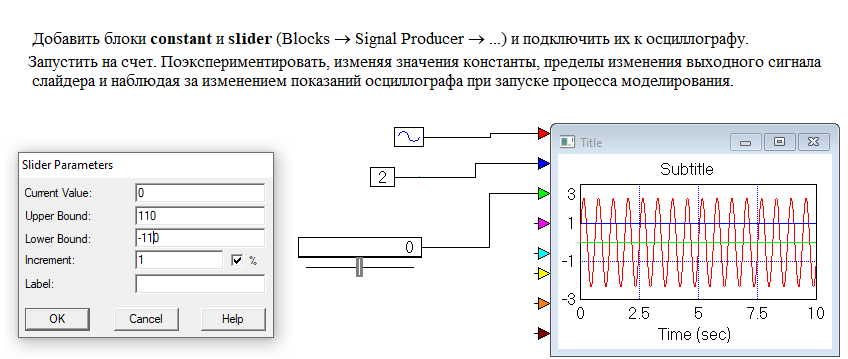 Добавить блоки constant и slider (Blocks → Signal Producer → ...) и подключить их к осциллографу.
Запустить на счет. Поэкспериментировать, изменяя значения константы, пределы изменения выходного сигнала
слайдера и наблюдая за изменением показаний осциллографа при запуске процесса моделирования.
Slider Parameters
Current Value: 0
Upper Bound: 110
Lower Bound: -110
Increment: 1 %
Label:
OK Cancel Help
2
0
Title
Subtitle
3
1
-1
-3
0 2.5 5 7.5 10
Time (sec)